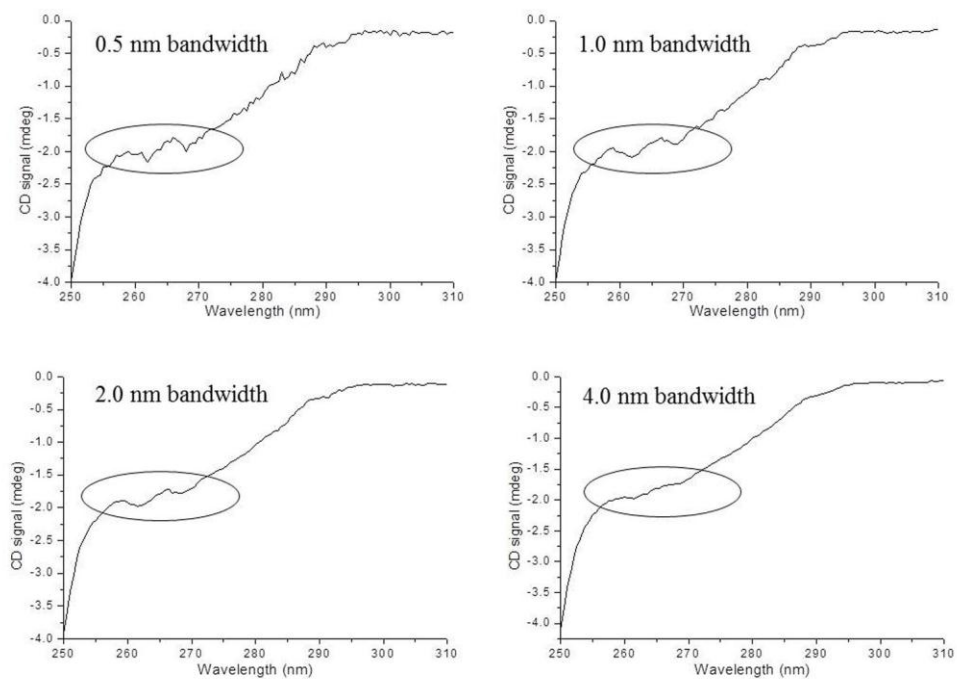 0.5 nm bandwidth
0.0
-0.5
-1.0
-1.5
-2.0
-2.5
-3.0
-3.5
-4.0
CD signal (mdeg)
250 260 270 280 290 300 310
Wavelength (nm)
1.0 nm bandwidth
0.0
-0.5
-1.0
-1.5
-2.0
-2.5
-3.0
-3.5
-4.0
CD signal (mdeg)
250 260 270 280 290 300 310
Wavelength (nm)
2.0 nm bandwidth
0.0
-0.5
-1.0
-1.5
-2.0
-2.5
-3.0
-3.5
-4.0
CD signal (mdeg)
250 260 270 280 290 300 310
Wavelength (nm)
4.0 nm bandwidth
0.0
-0.5
-1.0
-1.5
-2.0
-2.5
-3.0
-3.5
-4.0
CD signal (mdeg)
250 260 270 280 290 300 310
Wavelength (nm)